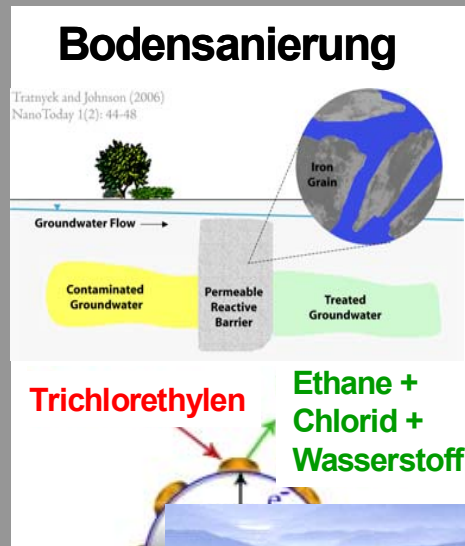 Bodensanierung
Tratnyek and Johnson (2006)
NanoToday 1(2): 44-48
Iron
Grain
Groundwater Flow
Contaminated
Groundwater
Permeable
Reactive
Barrier
Treated
Groundwater
Trichlorethylen
Ethane +
Chlorid +
Wasserstoff
e-